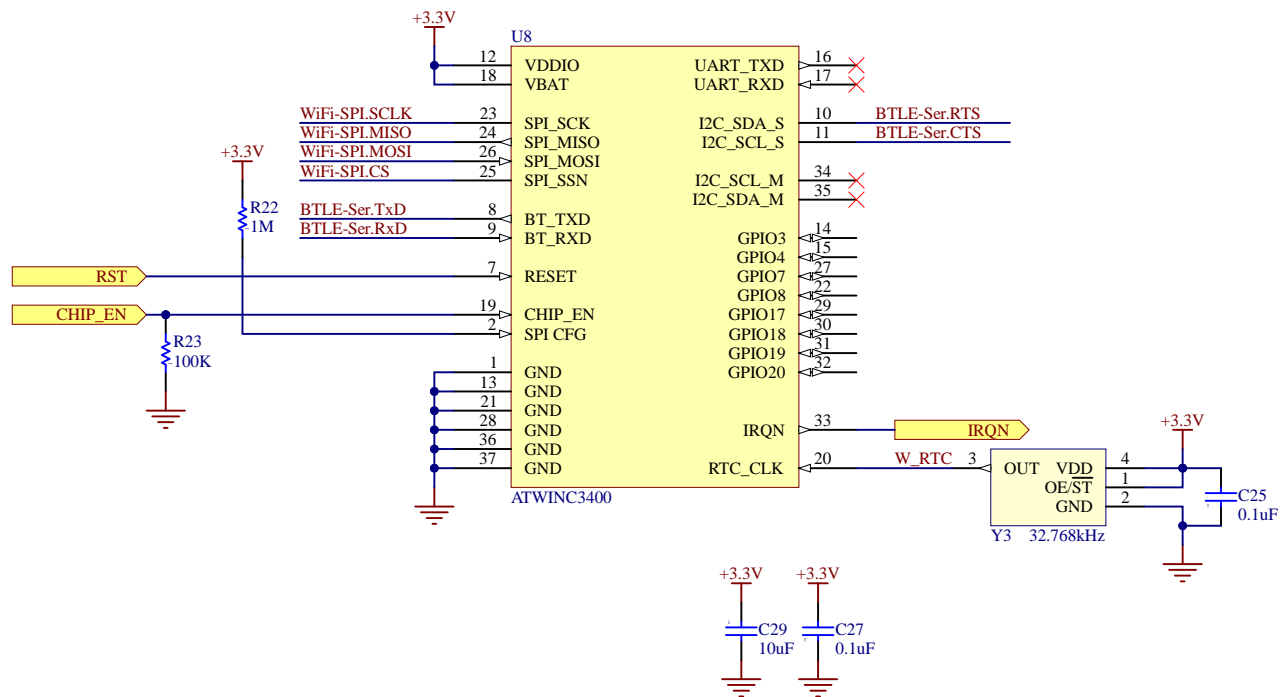 +3.3V
U8
12 VDDIO UART_TXD 16
18 VBAT UART_RXD 17
WiFi-SPI.SCLK 23 SPI_SCK I2C_SDA_S 10 BTLE-Ser.RTS
WiFi-SPI.MISO 24 SPI_MISO I2C_SCL_S 11 BTLE-Ser.CTS
WiFi-SPI.MOSI 26 SPI_MOSI
WiFi-SPI.CS 25 SPI_SSN I2C_SCL_M 34
I2C_SDA_M 35
+3.3V
R22
1M
BTLE-Ser.TxD 8 BT_TXD
BTLE-Ser.RxD 9 BT_RXD GPIO3 14
GPIO4 15
RST 7 RESET GPIO7 27
GPIO8 22
CHIP_EN 19 CHIP_EN GPIO17 29
2 SPI CFG GPIO18 30
R23
100K
GPIO19 31
1 GND GPIO20 32
13 GND
21 GND
28 GND IRQN 33 IRQN
36 GND
37 GND RTC_CLK 20 W_RTC
ATWINC3400
+3.3V
3 OUT VDD 4
OE/ST 1
GND 2
Y3 32.768kHz
C25
0.1uF
+3.3V
C29
10uF
+3.3V
C27
0.1uF